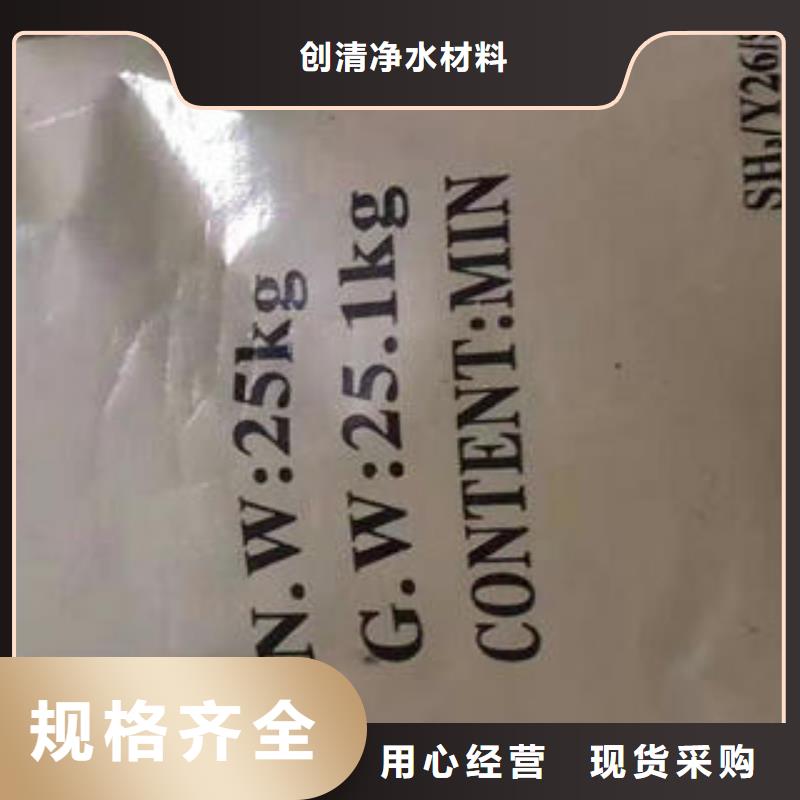 创清净水材料
N.W:25kg
G.W:25.1kg
CONTENT:MIN
规格齐全
用心经营 现货采购